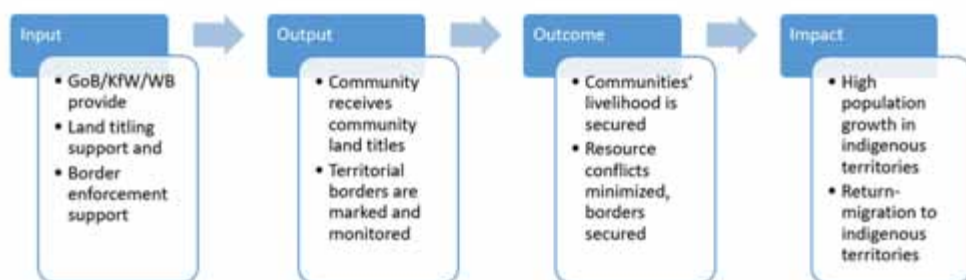 Input
• GoB/KfW/WB
provide
• Land titling
support and
• Border
enforcement
support
Output
• Community
receives
community
land titles
• Territorial
borders are
marked and
monitored
Outcome
• Communities'
livelihood is
secured
• Resource
conflicts
minimized,
borders
secured
Impact
• High
population
growth in
indigenous
territories
• Return-
migration to
indigenous
territories